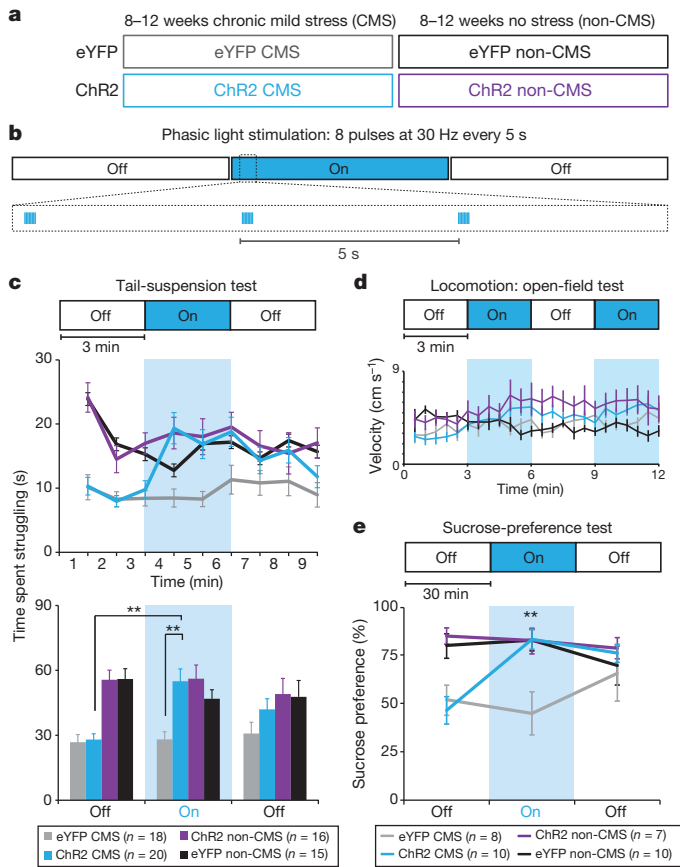 a
8–12 weeks chronic mild stress (CMS) 8–12 weeks no stress (non-CMS)
eYFP eYFP CMS eYFP non-CMS
ChR2 ChR2 CMS ChR2 non-CMS
b
Phasic light stimulation: 8 pulses at 30 Hz every 5 s
Off On Off
5 s
c
Tail-suspension test
Off On Off
3 min
30
20
10
0
1 2 3 4 5 6 7 8 9
Time (min)
Time spent struggling (s)
90
60
30
0
**
**
Off On Off
eYFP CMS (n = 18) ChR2 non-CMS (n = 16)
ChR2 CMS (n = 20) eYFP non-CMS (n = 15)
d
Locomotion: open-field test
Off On Off On
3 min
Velocity (cm s−1)
9
0
0 3 6 9 12
Time (min)
e
Sucrose-preference test
Off On Off
30 min
Sucrose preference (%)
100
75
50
25
0
**
Off On Off
eYFP CMS (n = 8) ChR2 non-CMS (n = 7)
ChR2 CMS (n = 10) eYFP non-CMS (n = 10)